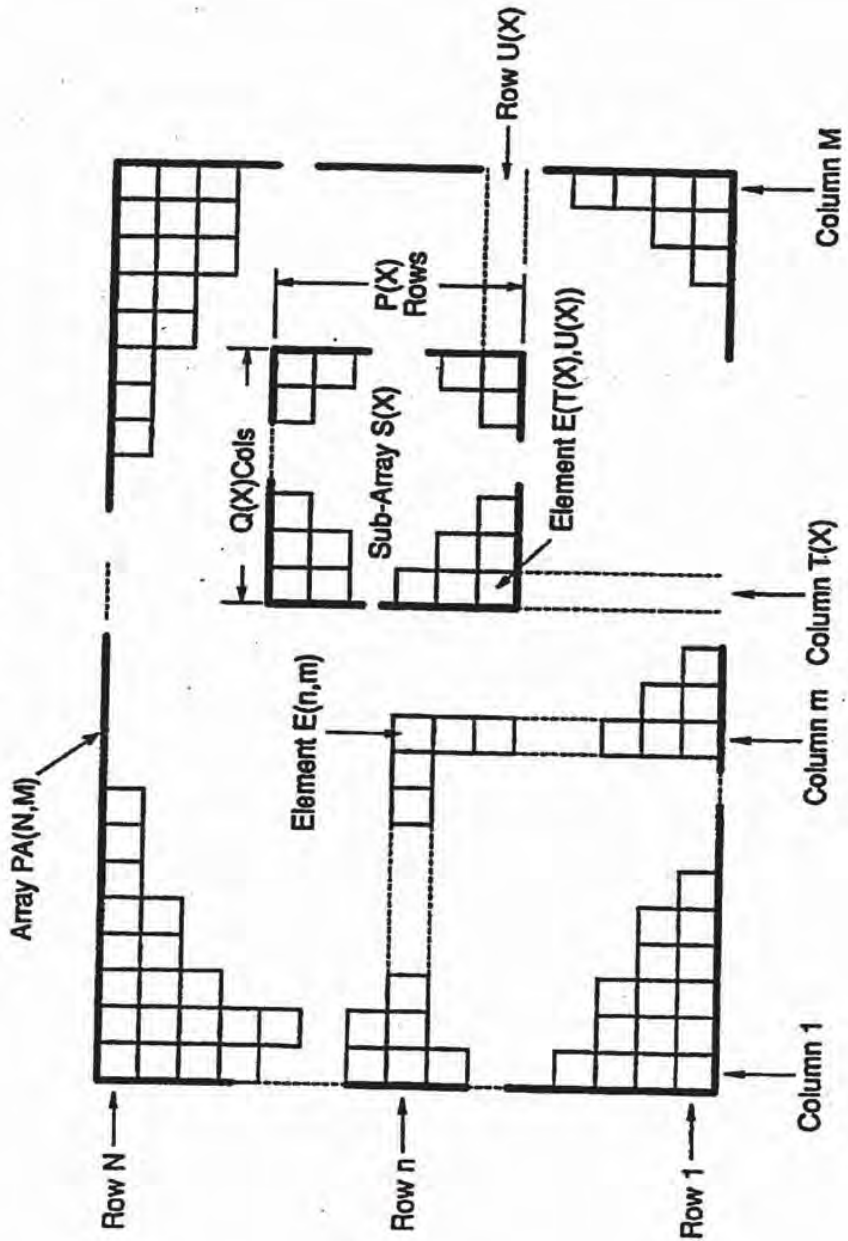 Array PA(N,M)
Row N
Q(X)Cols
P(X)
Rows
Sub-Array S(X)
Element E(n,m)
Row n
Row U(X)
Element E(T(X),U(X))
Row 1
Column 1
Column m
Column T(X)
Column M